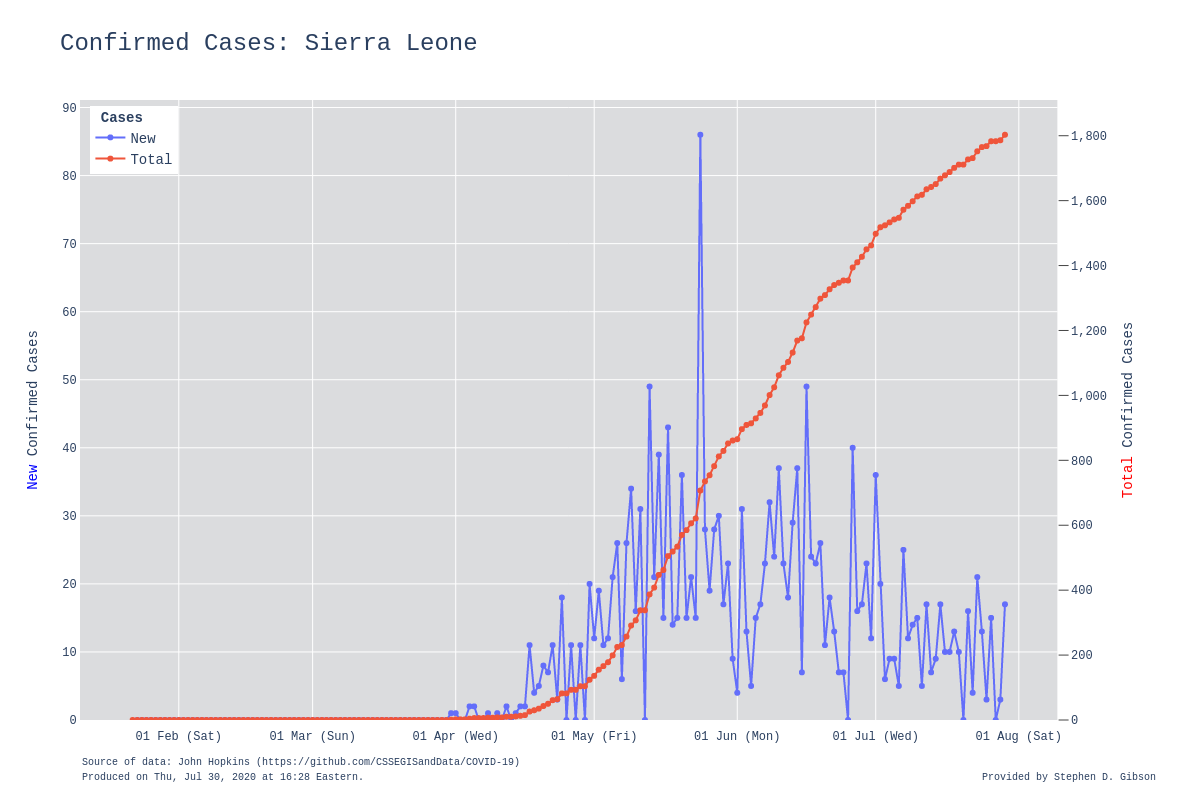 Confirmed Cases: Sierra Leone
Cases
New
Total
90
80
70
60
50
40
30
20
10
0
1,800
1,600
1,400
1,200
1,000
800
600
400
200
0
New Confirmed Cases
Total Confirmed Cases
01 Feb (Sat)
01 Mar (Sun)
01 Apr (Wed)
01 May (Fri)
01 Jun (Mon)
01 Jul (Wed)
01 Aug (Sat)
Source of data: John Hopkins (https://github.com/CSSEGISandData/COVID-19)
Produced on Thu, Jul 30, 2020 at 16:28 Eastern.
Provided by Stephen D. Gibson